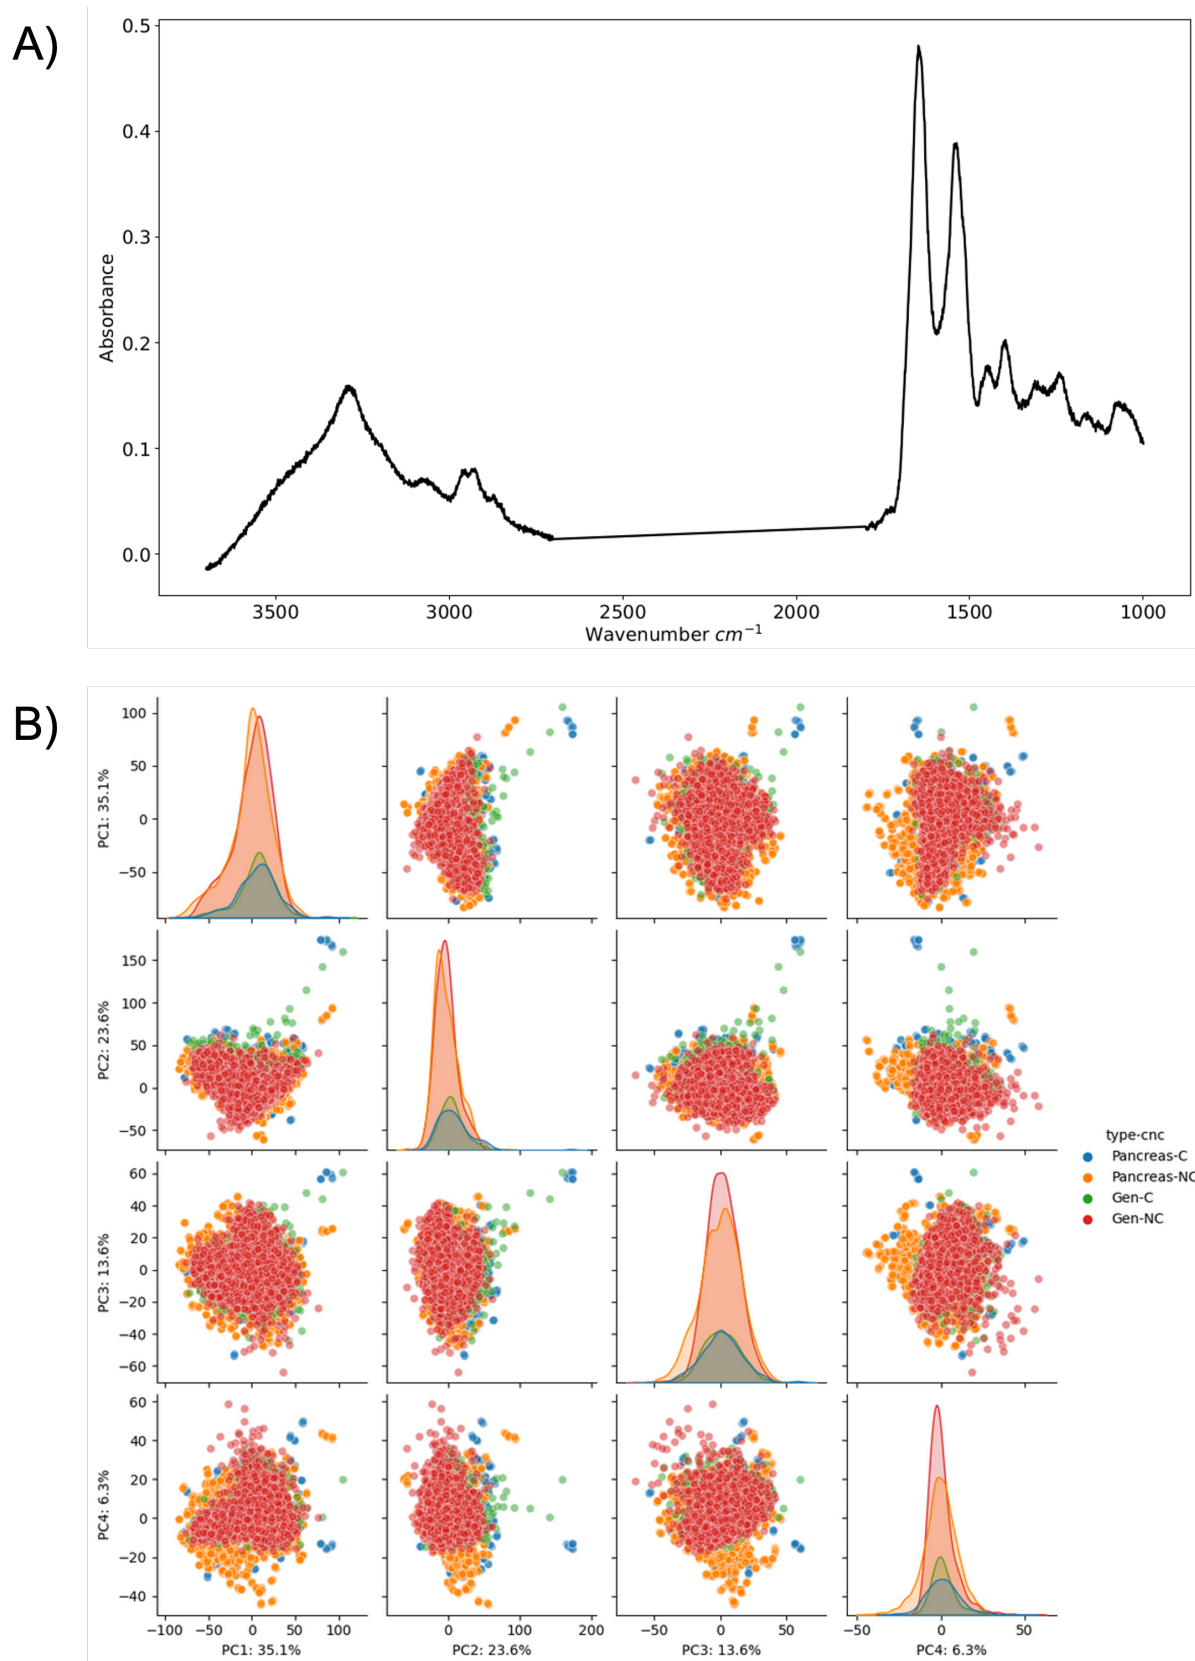 A)
0.5
0.4
0.3
0.2
0.1
0.0
Absorbance
3500 3000 2500 2000 1500 1000
Wavenumber cm⁻¹
B)
PC1: 35.1%
100
50
0
−50
PC2: 23.6%
150
100
50
0
−50
PC3: 13.6%
60
40
20
0
−20
−40
−60
PC4: 6.3%
60
40
20
0
−20
−40
−100 −50 0 50 100
0 100 200
−50 0 50
−50 0 50
PC1: 35.1% PC2: 23.6% PC3: 13.6% PC4: 6.3%
type-cnc
Pancreas-C
Pancreas-NC
Gen-C
Gen-NC